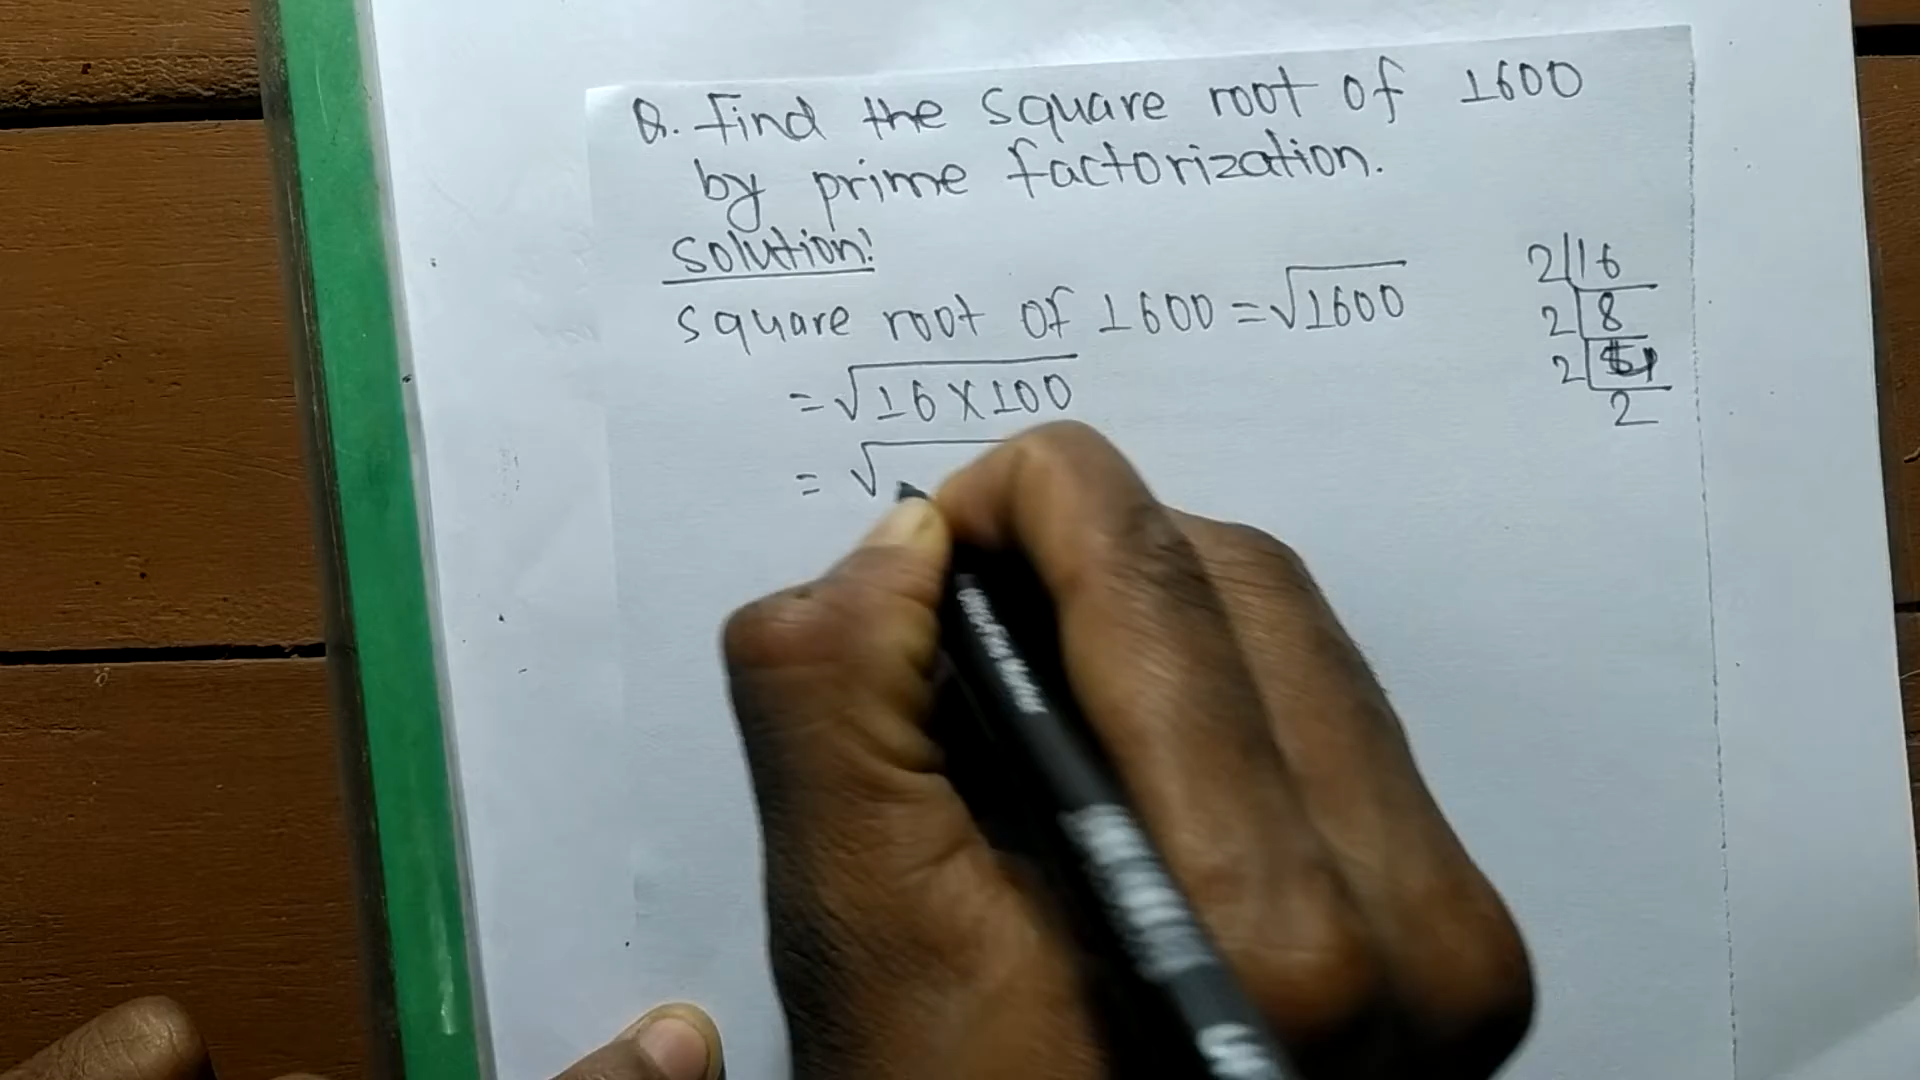 Q. Find the square root of 1600
by prime factorization.
Solution:
square root of 1600 = √1600
= √16×100
= √
2|16
2|8
2|4
2